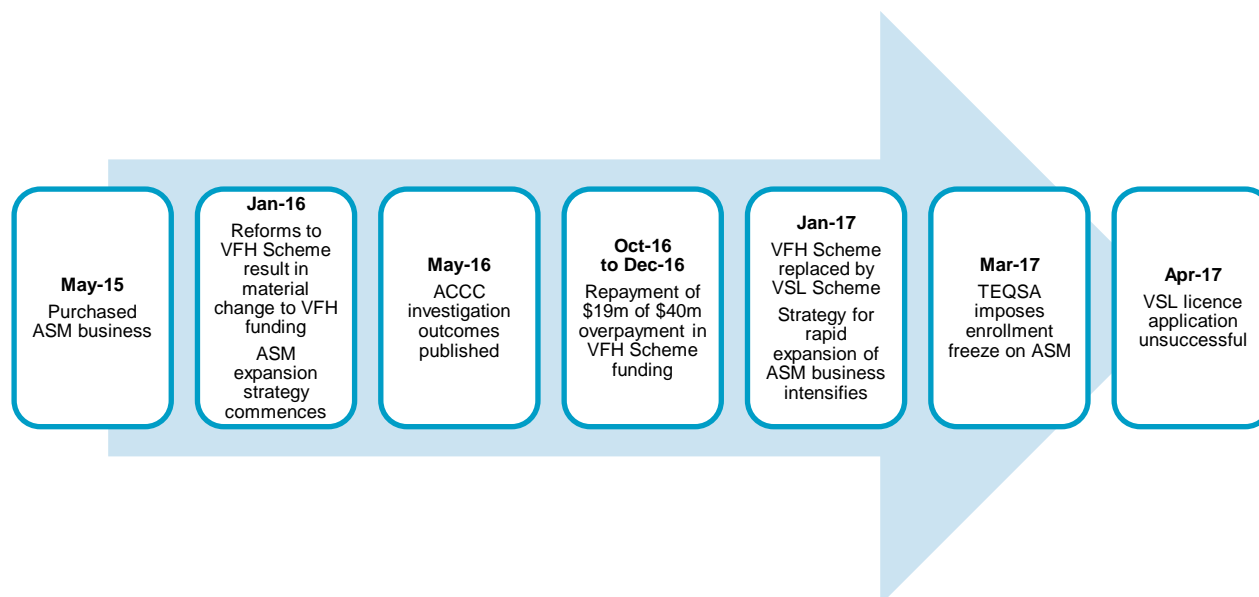 May-15
Purchased
ASM business
Jan-16
Reforms to
VFH Scheme
result in
material
change to VFH
funding
ASM
expansion
strategy
commences
May-16
ACCC
investigation
outcomes
published
Oct-16
to Dec-16
Repayment of
$19m of $40m
overpayment in
VFH Scheme
funding
Jan-17
VFH Scheme
replaced by
VSL Scheme
Strategy for
rapid
expansion of
ASM business
intensifies
Mar-17
TEQSA
imposes
enrollment
freeze on ASM
Apr-17
VSL licence
application
unsuccessful